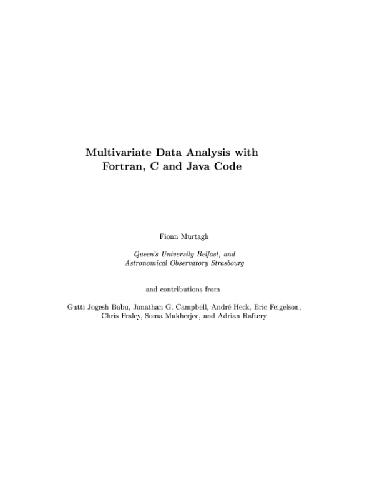 Multivariate Data Analysis with
Fortran, C and Java Code
Fionn Murtagh
Queen's University Belfast, and
Astronomical Observatory Strasbourg
and contributions from
Gutti Jogesh Babu, Jonathan G. Campbell, André Heck, Eric Feigelson,
Chris Fraley, Soma Mukherjee, and Adrian Raftery